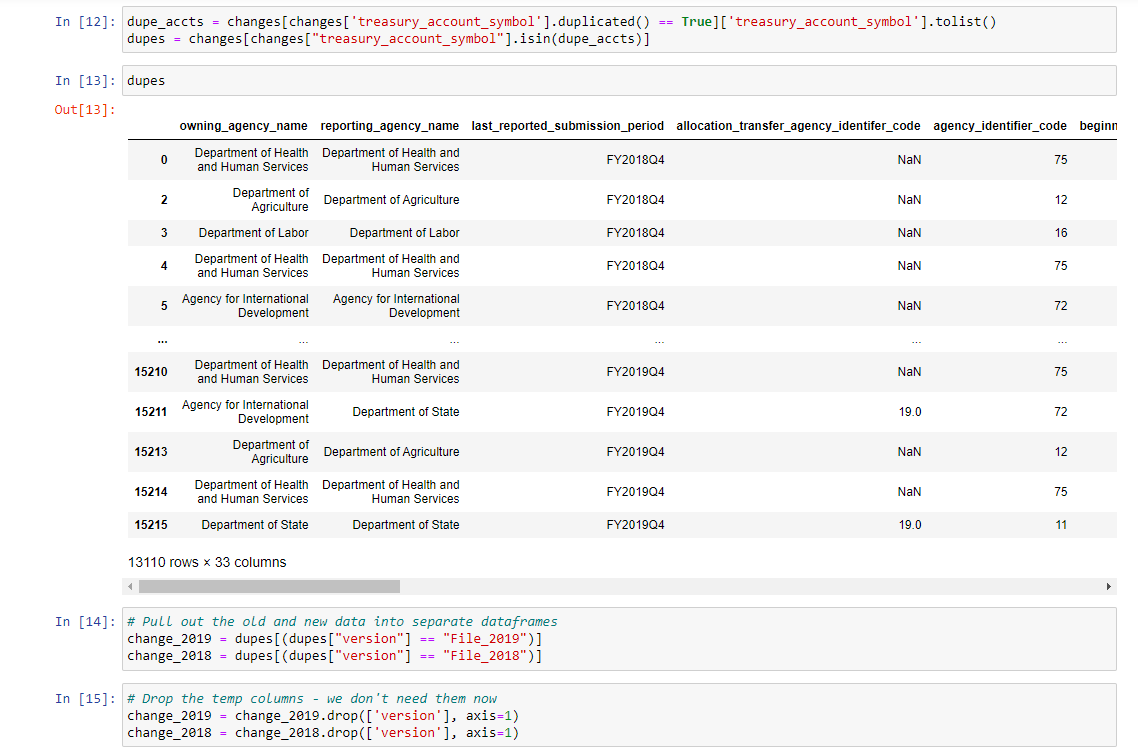 In [12]: dupe_accts = changes[changes['treasury_account_symbol'].duplicated() == True]['treasury_account_symbol'].tolist()
dupes = changes[changes["treasury_account_symbol"].isin(dupe_accts)]
In [13]: dupes
Out[13]:
owning_agency_name reporting_agency_name last_reported_submission_period allocation_transfer_agency_identifer_code agency_identifier_code beginn
0 Department of Health and Human Services Department of Health and Human Services FY2018Q4 NaN 75
2 Department of Agriculture Department of Agriculture FY2018Q4 NaN 12
3 Department of Labor Department of Labor FY2018Q4 NaN 16
4 Department of Health and Human Services Department of Health and Human Services FY2018Q4 NaN 75
5 Agency for International Development Agency for International Development FY2018Q4 NaN 72
... ... ... ... ... ...
15210 Department of Health and Human Services Department of Health and Human Services FY2019Q4 NaN 75
15211 Agency for International Development Department of State FY2019Q4 19.0 72
15213 Department of Agriculture Department of Agriculture FY2019Q4 NaN 12
15214 Department of Health and Human Services Department of Health and Human Services FY2019Q4 NaN 75
15215 Department of State Department of State FY2019Q4 19.0 11
13110 rows × 33 columns
In [14]: # Pull out the old and new data into separate dataframes
change_2019 = dupes[(dupes["version"] == "File_2019")]
change_2018 = dupes[(dupes["version"] == "File_2018")]
In [15]: # Drop the temp columns - we don't need them now
change_2019 = change_2019.drop(['version'], axis=1)
change_2018 = change_2018.drop(['version'], axis=1)